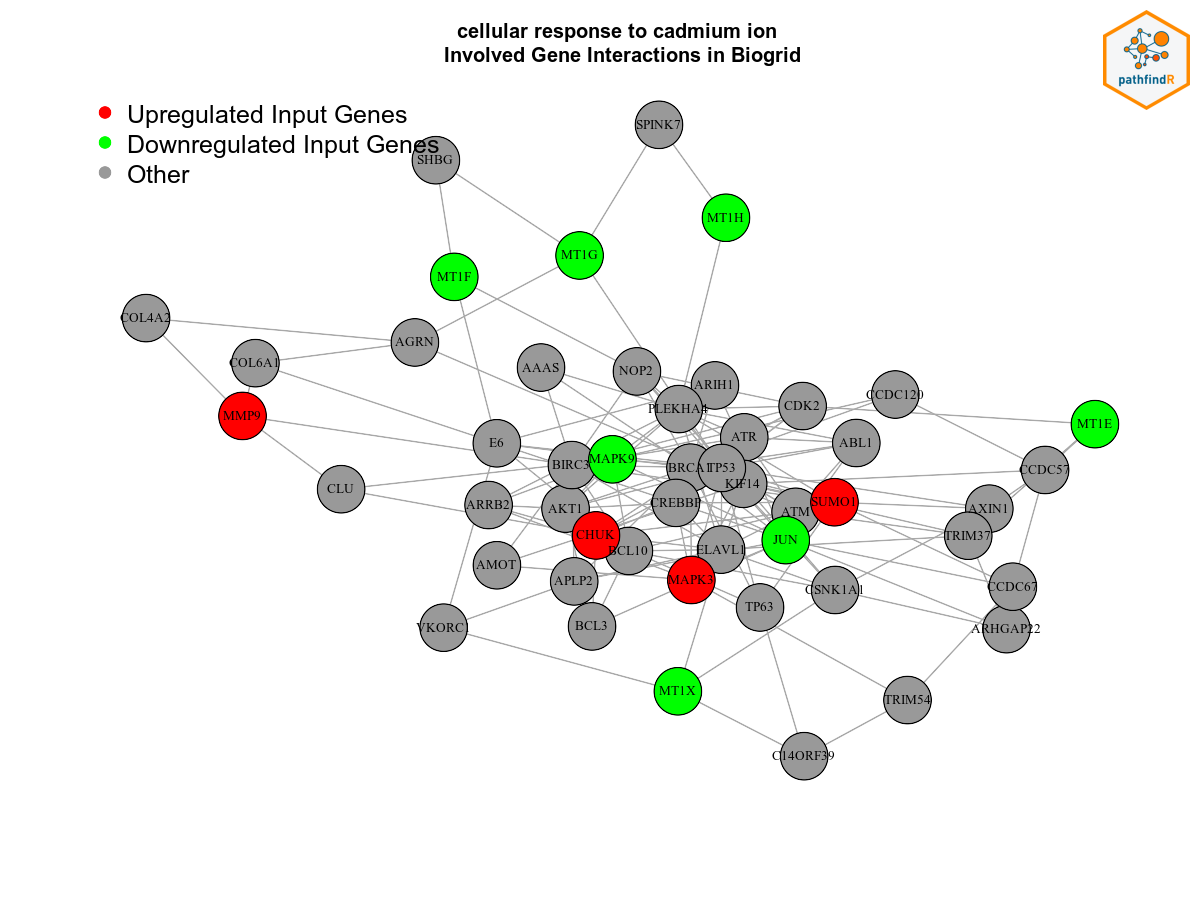 cellular response to cadmium ion
Involved Gene Interactions in Biogrid
pathfindR
Upregulated Input Genes
Downregulated Input Genes
Other
SPINK7
SHBG
MT1H
MT1G
MT1F
COL4A2
AGRN
COL6A1
AAAS
NOP2
ARIH1
CCDC120
PLEKHA4
CDK2
MMP9
MT1E
E6
ATR
ABL1
BIRC3
MAPK9
BRCA1
TP53
CCDC57
KIF14
CLU
ARRB2
AKT1
CREBBP
ATM
SUMO1
AXIN1
CHUK
JUN
TRIM37
BCL10
ELAVL1
AMOT
APLP2
MAPK3
CSNK1A1
CCDC67
TP63
VKORC1
BCL3
ARHGAP22
MT1X
TRIM54
C14ORF39